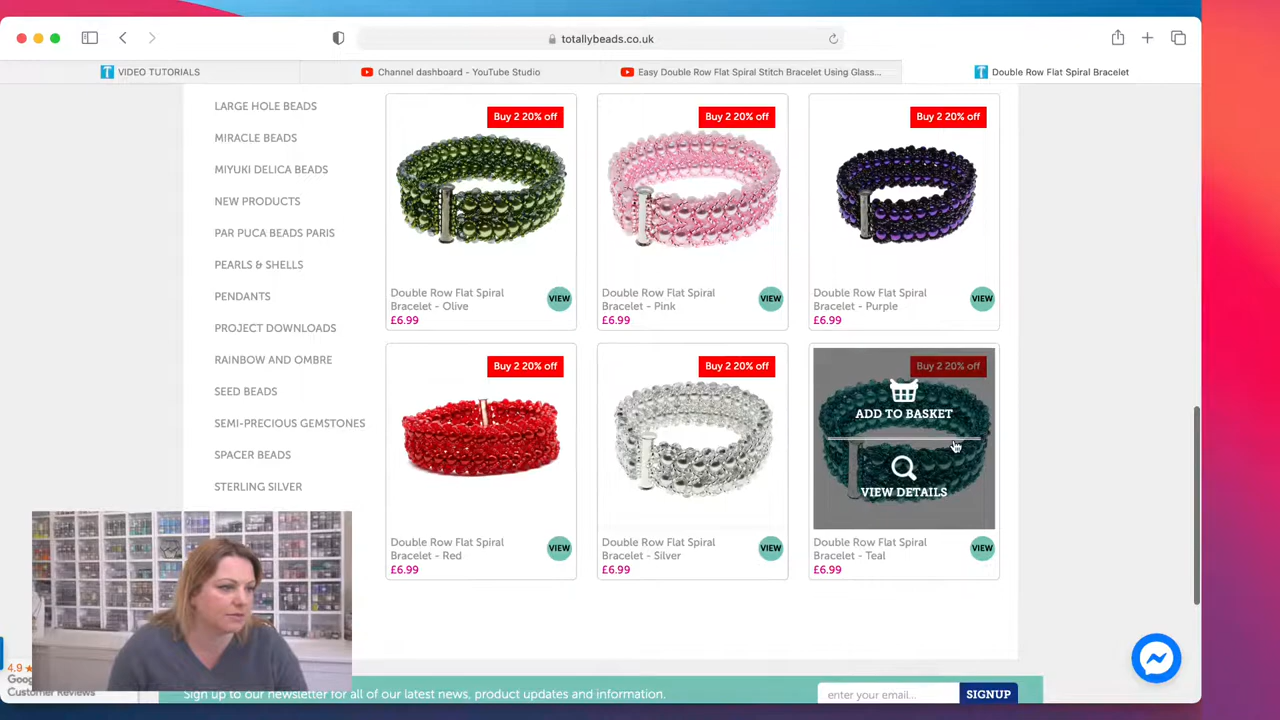 totallybeads.co.uk
VIDEO TUTORIALS
Channel dashboard - YouTube Studio
Easy Double Row Flat Spiral Stitch Bracelet Using Glass...
Double Row Flat Spiral Bracelet
LARGE HOLE BEADS
MIRACLE BEADS
MIYUKI DELICA BEADS
NEW PRODUCTS
PAR PUCA BEADS PARIS
PEARLS & SHELLS
PENDANTS
PROJECT DOWNLOADS
RAINBOW AND OMBRE
SEED BEADS
SEMI-PRECIOUS GEMSTONES
SPACER BEADS
STERLING SILVER
Buy 2 20% off
Double Row Flat Spiral
Bracelet - Olive
£6.99
VIEW
Buy 2 20% off
Double Row Flat Spiral
Bracelet - Pink
£6.99
VIEW
Buy 2 20% off
Double Row Flat Spiral
Bracelet - Purple
£6.99
VIEW
Buy 2 20% off
Double Row Flat Spiral
Bracelet - Red
£6.99
VIEW
Buy 2 20% off
Double Row Flat Spiral
Bracelet - Silver
£6.99
VIEW
Buy 2 20% off
ADD TO BASKET
VIEW DETAILS
Double Row Flat Spiral
Bracelet - Teal
£6.99
VIEW
4.9
Goog
Customer Reviews
Sign up to our newsletter for all of our latest news, product updates and information.
enter your email...
SIGNUP